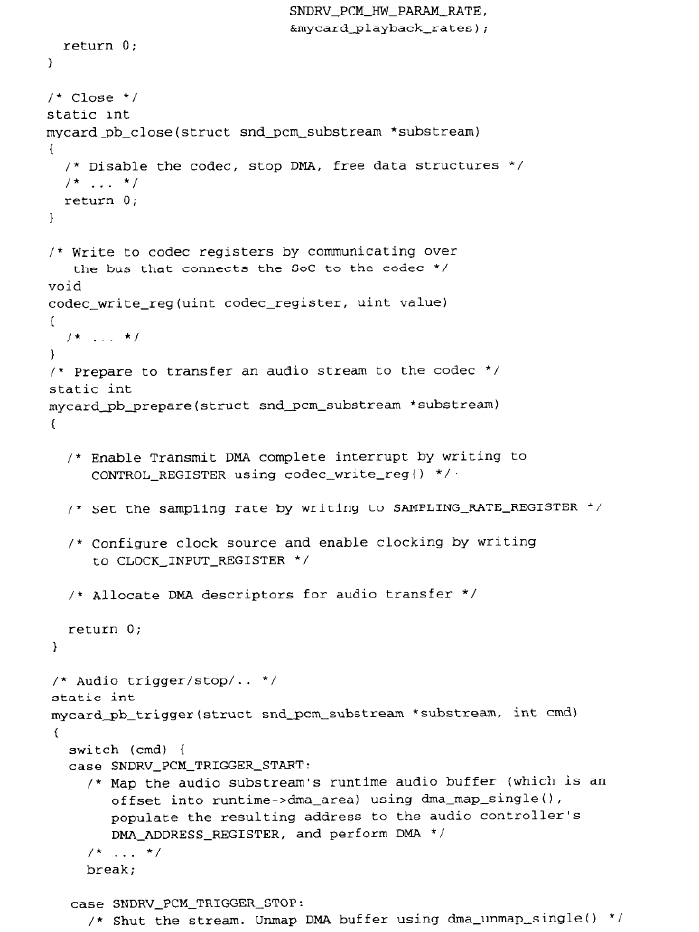 SNDRV_PCM_HW_PARAM_RATE,
&mycard_playback_rates);
return 0;
}
/* Close */
static int
mycard_pb_close(struct snd_pcm_substream *substream)
{
/* Disable the codec, stop DMA, free data structures */
/* ... */
return 0;
}
/* Write to codec registers by communicating over
the bus that connects the SoC to the codec */
void
codec_write_reg(uint codec_register, uint value)
{
/* ... */
}
/* Prepare to transfer an audio stream to the codec */
static int
mycard_pb_prepare(struct snd_pcm_substream *substream)
{
/* Enable Transmit DMA complete interrupt by writing to
CONTROL_REGISTER using codec_write_reg() */
/* Set the sampling rate by writing to SAMPLING_RATE_REGISTER */
/* Configure clock source and enable clocking by writing
to CLOCK_INPUT_REGISTER */
/* Allocate DMA descriptors for audio transfer */
return 0;
}
/* Audio trigger/stop/.. */
static int
mycard_pb_trigger(struct snd_pcm_substream *substream, int cmd)
{
switch (cmd) {
case SNDRV_PCM_TRIGGER_START:
/* Map the audio substream's runtime audio buffer (which is an
offset into runtime->dma_area) using dma_map_single(),
populate the resulting address to the audio controller's
DMA_ADDRESS_REGISTER, and perform DMA */
/* ... */
break;
case SNDRV_PCM_TRIGGER_STOP:
/* Shut the stream. Unmap DMA buffer using dma_unmap_single() */